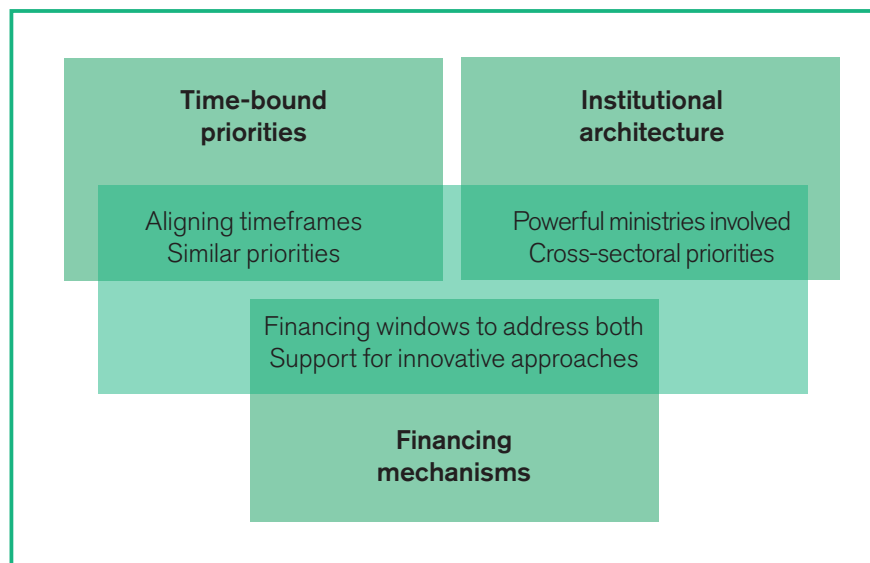 Time-bound
priorities
Institutional
architecture
Aligning timeframes
Similar priorities
Powerful ministries involved
Cross-sectoral priorities
Financing windows to address both
Support for innovative approaches
Financing
mechanisms